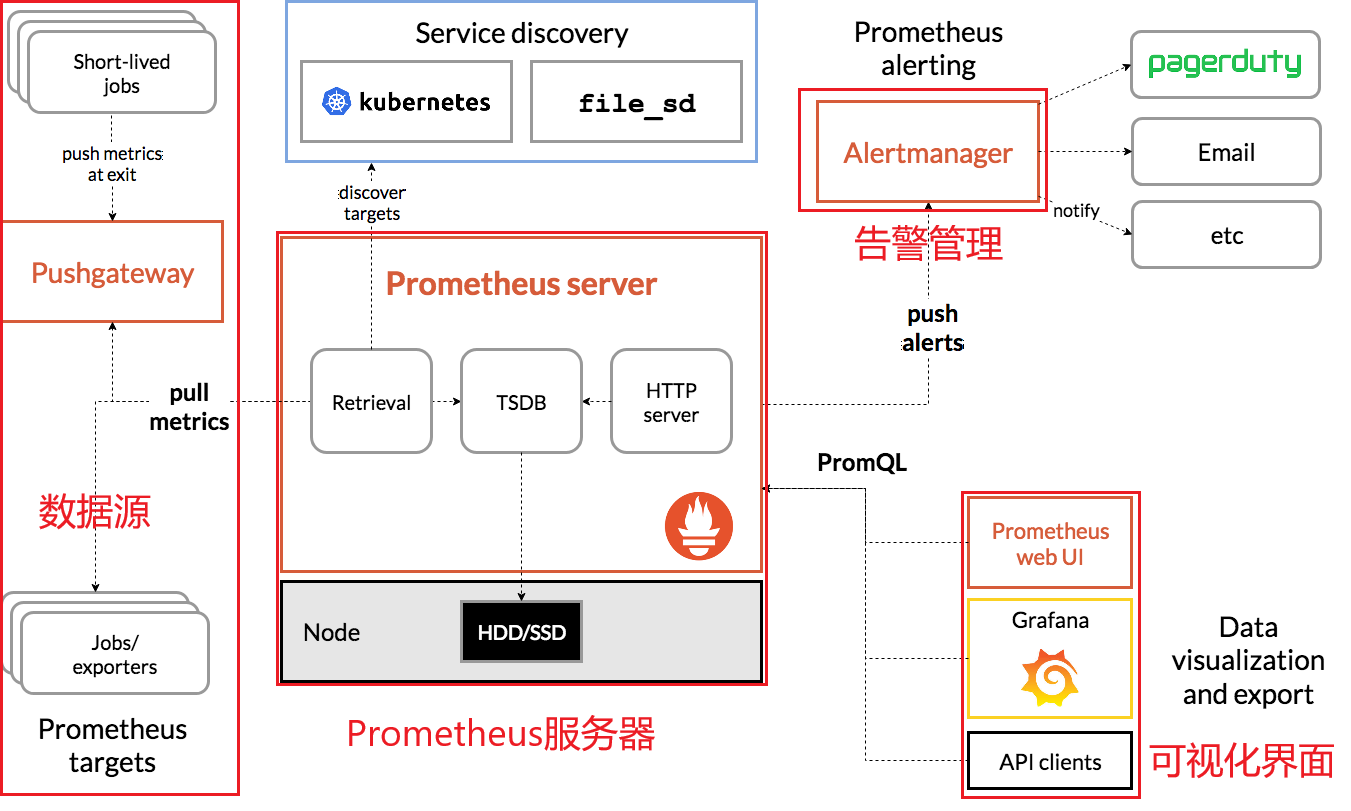 Short-lived
jobs
push metrics
at exit
Pushgateway
pull
metrics
数据源
Jobs/
exporters
Prometheus
targets
Service discovery
kubernetes
file_sd
discover
targets
Prometheus server
Retrieval
TSDB
HTTP
server
Node
HDD/SSD
Prometheus服务器
Prometheus
alerting
Alertmanager
告警管理
pagerduty
Email
notify
etc
push
alerts
PromQL
Prometheus
web UI
Grafana
API clients
Data
visualization
and export
可视化界面